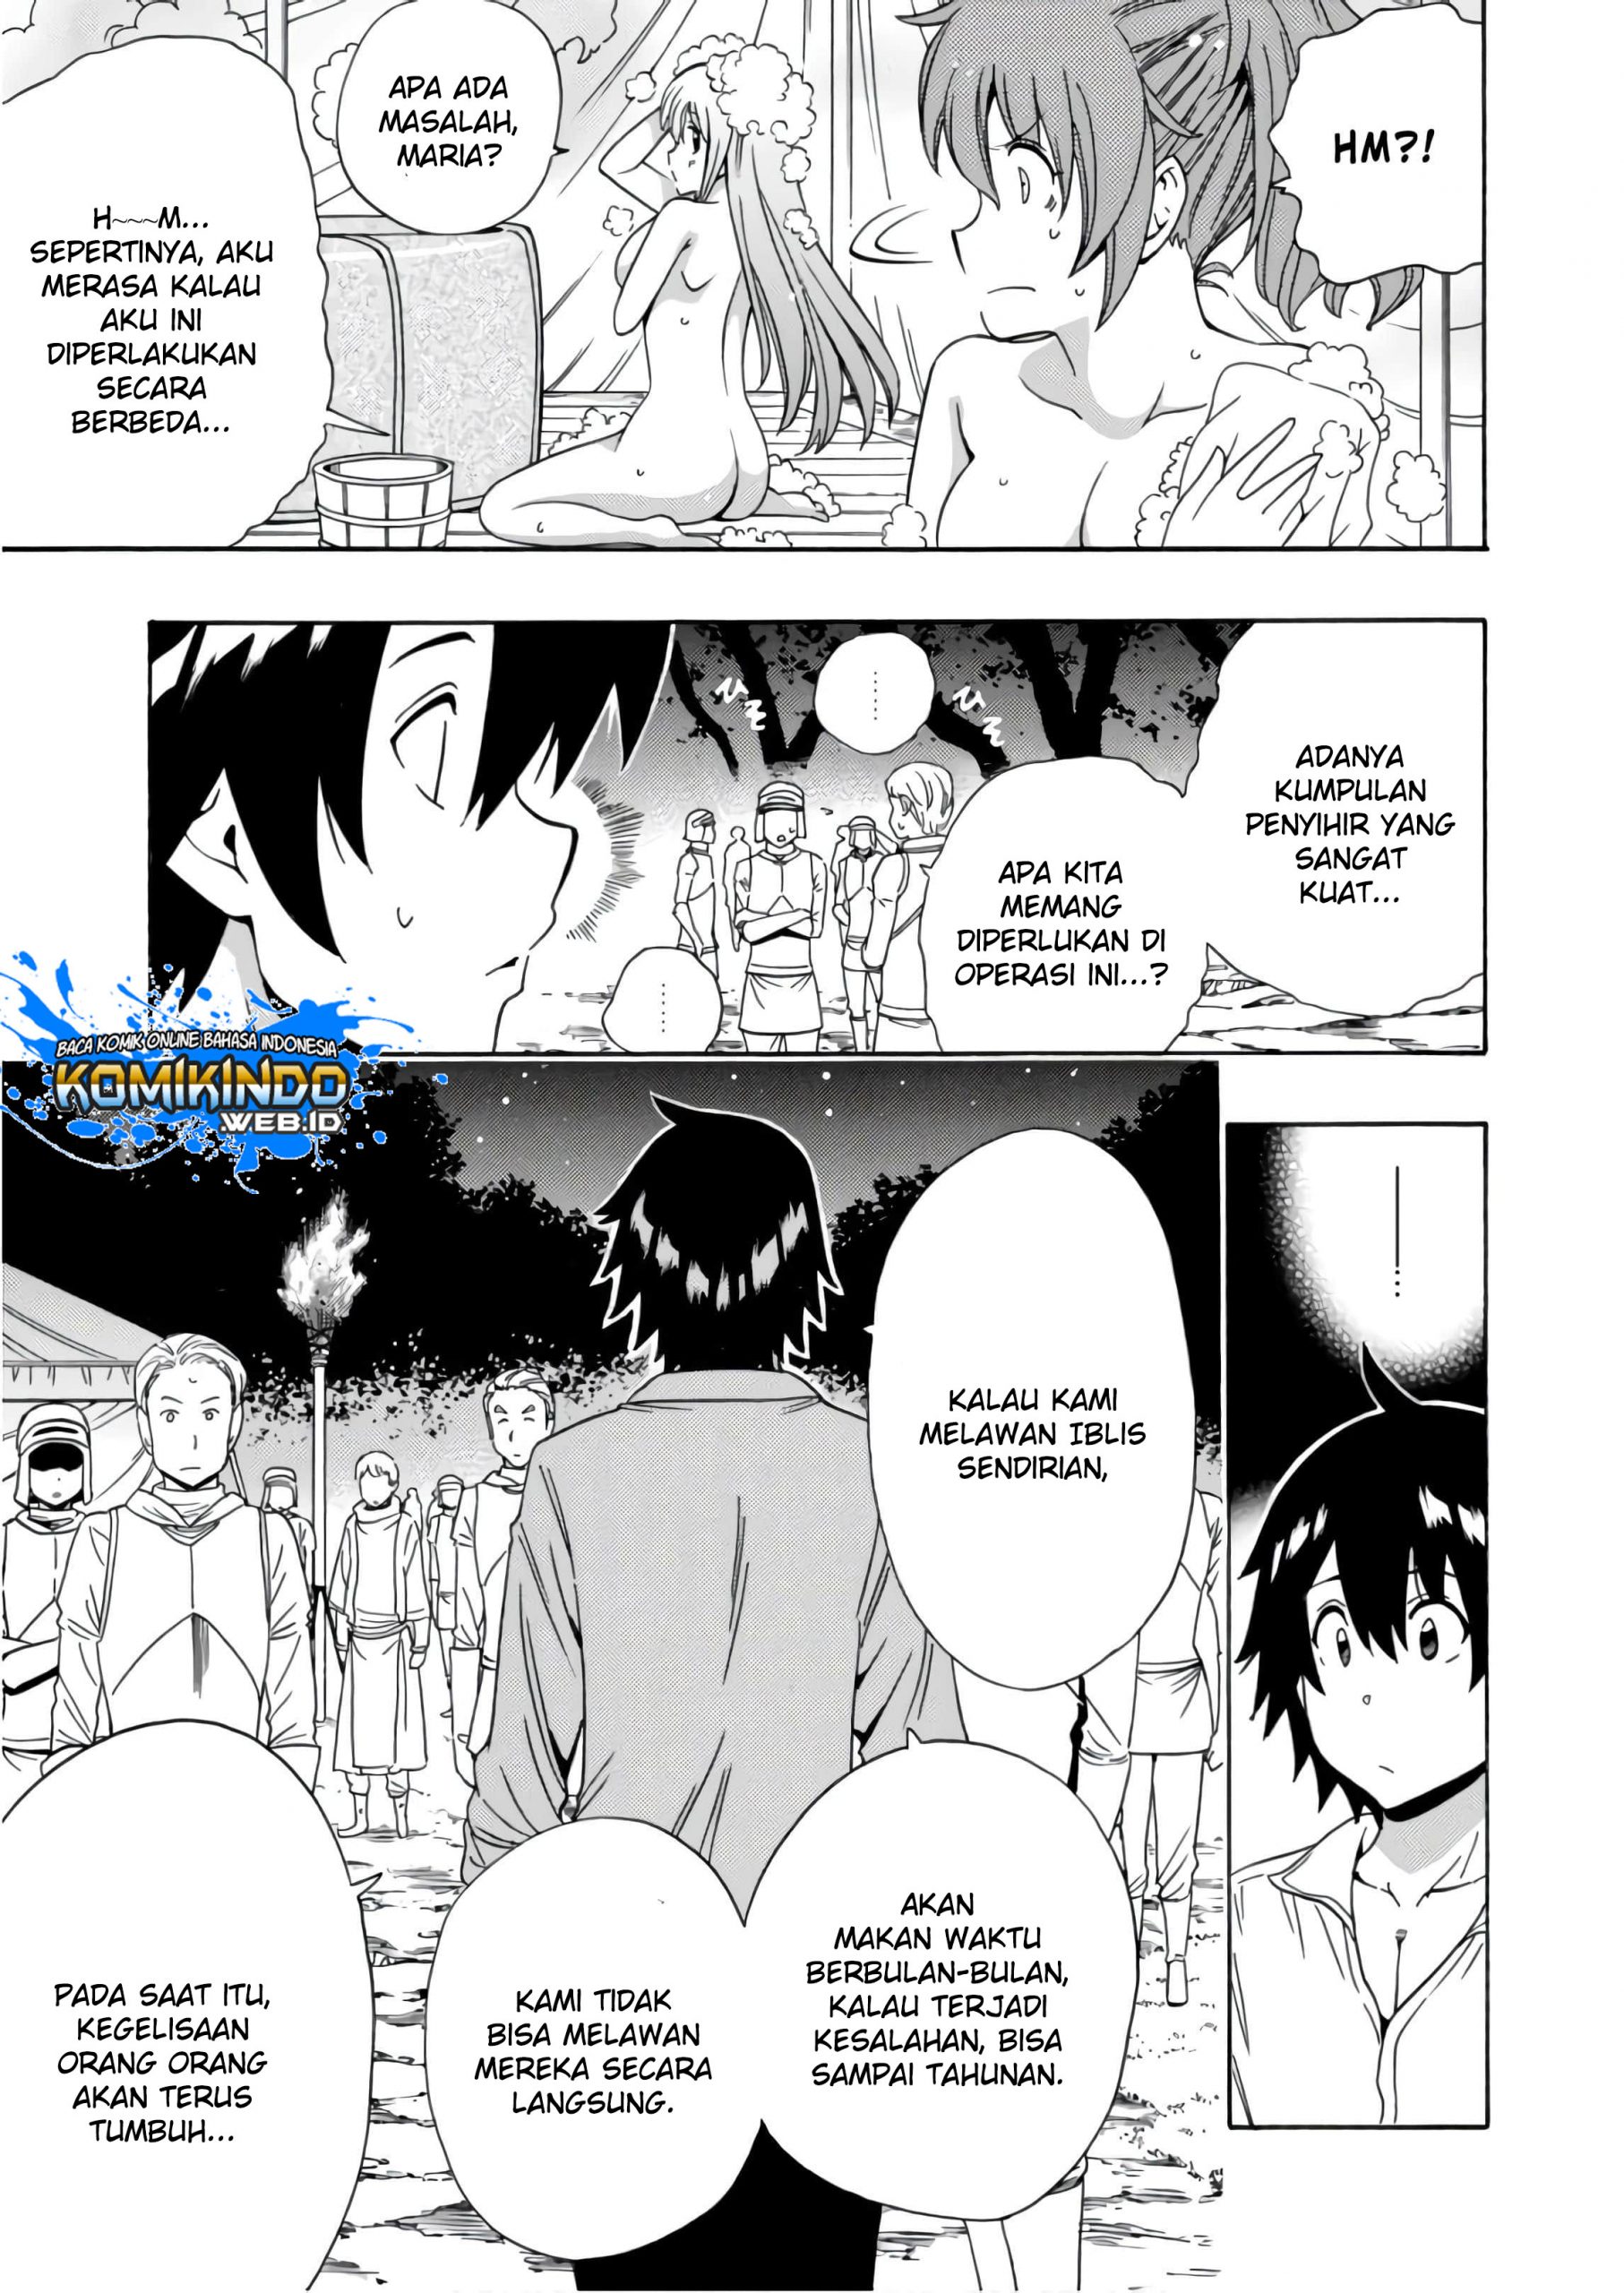 HM?!
APA ADA
MASALAH,
MARIA?
H~~~M...
SEPERTINYA, AKU
MERASA KALAU
AKU INI
DIPERLAKUKAN
SECARA
BERBEDA...
ADANYA
KUMPULAN
PENYIHIR YANG
SANGAT
KUAT...
APA KITA
MEMANG
DIPERLUKAN DI
OPERASI INI...?
BACA KOMIK ONLINE BAHASA INDONESIA
KOMIKINDO
.WEB.ID
KALAU KAMI
MELAWAN IBLIS
SENDIRIAN,
AKAN
MAKAN WAKTU
BERBULAN-BULAN,
KALAU TERJADI
KESALAHAN, BISA
SAMPAI TAHUNAN.
KAMI TIDAK
BISA MELAWAN
MEREKA SECARA
LANGSUNG.
PADA SAAT ITU,
KEGELISAAN
ORANG ORANG
AKAN TERUS
TUMBUH...